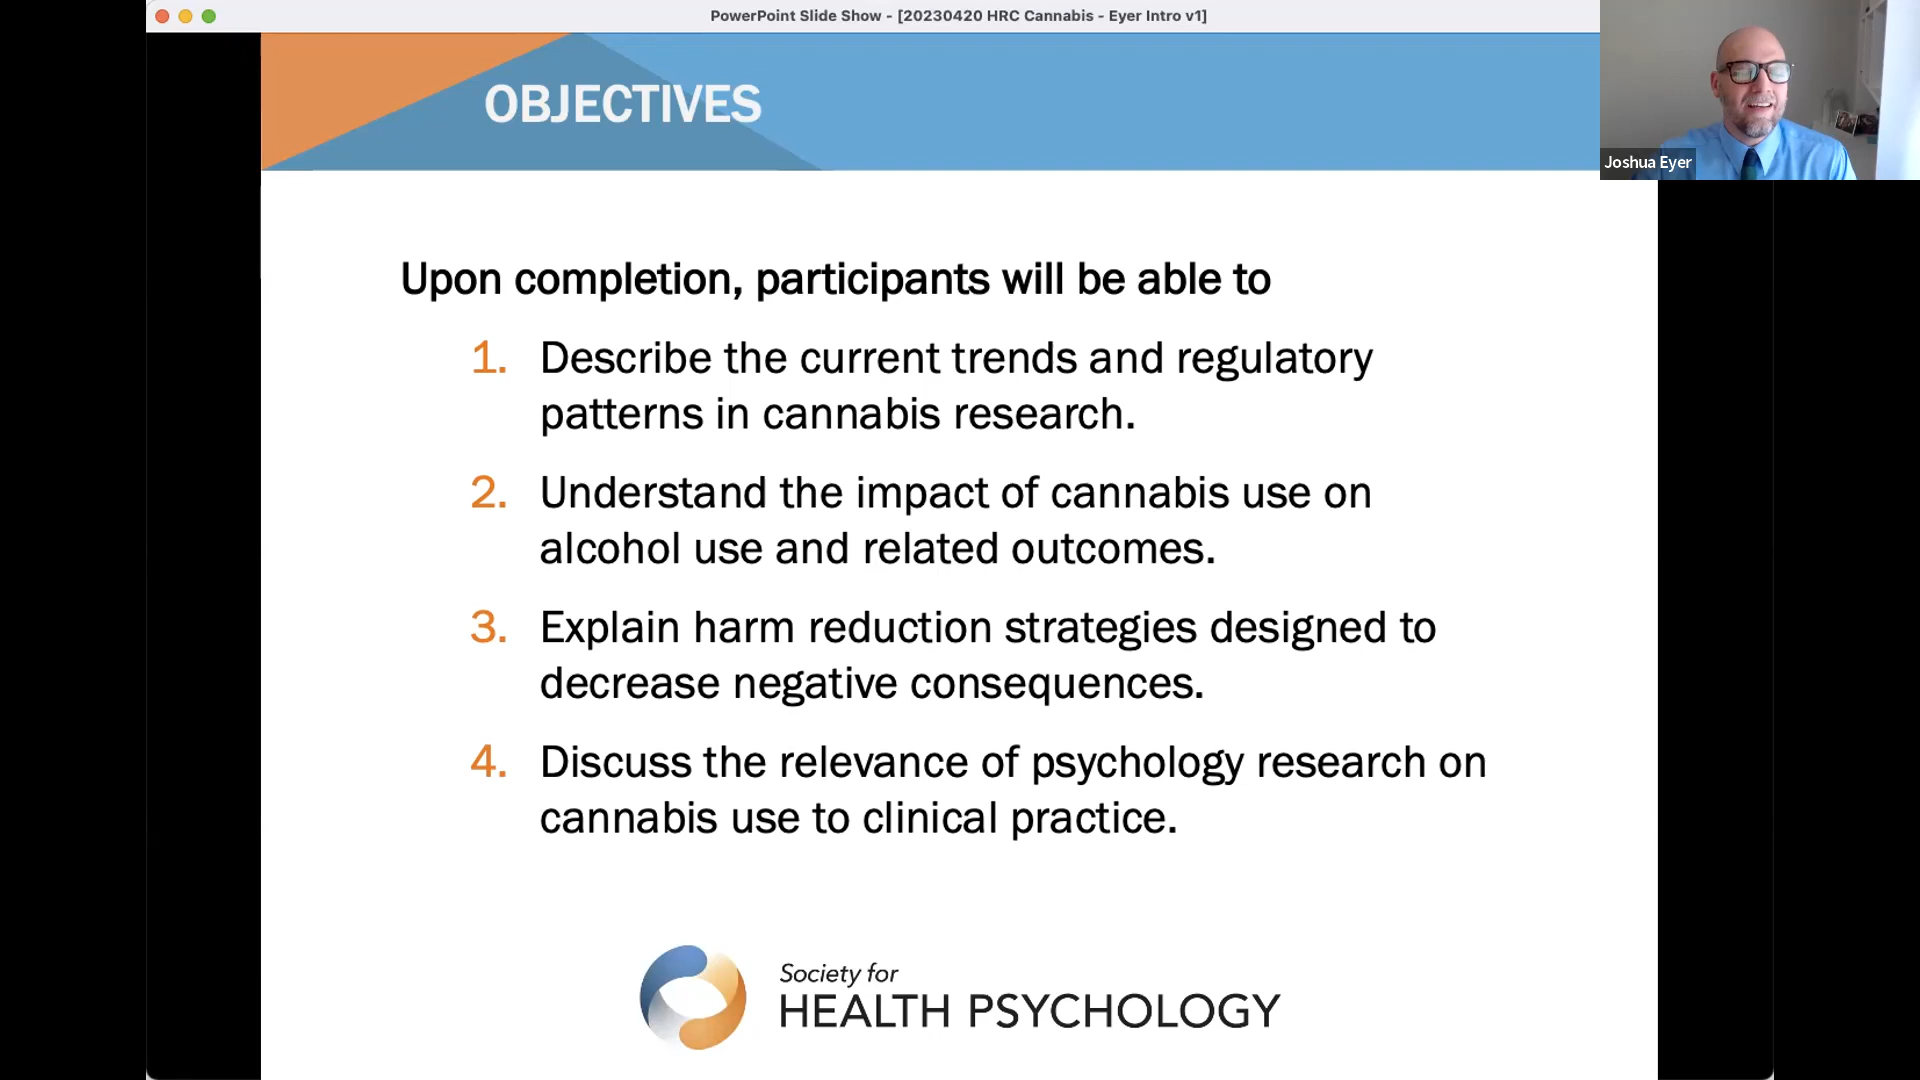 PowerPoint Slide Show - [20230420 HRC Cannabis - Eyer Intro v1]
OBJECTIVES
Joshua Eyer
Upon completion, participants will be able to
1. Describe the current trends and regulatory
patterns in cannabis research.
2. Understand the impact of cannabis use on
alcohol use and related outcomes.
3. Explain harm reduction strategies designed to
decrease negative consequences.
4. Discuss the relevance of psychology research on
cannabis use to clinical practice.
Society for
HEALTH PSYCHOLOGY